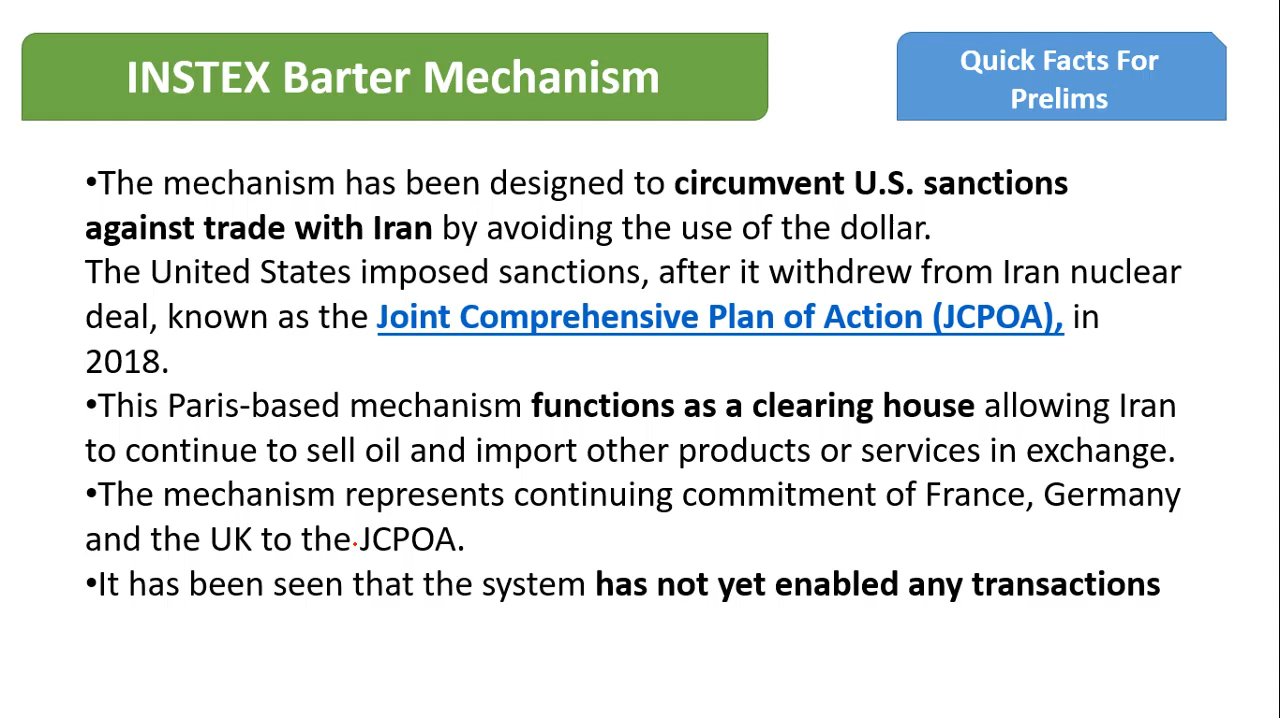 INSTEX Barter Mechanism
Quick Facts For
Prelims
•The mechanism has been designed to circumvent U.S. sanctions
against trade with Iran by avoiding the use of the dollar.
The United States imposed sanctions, after it withdrew from Iran nuclear
deal, known as the Joint Comprehensive Plan of Action (JCPOA), in
2018.
•This Paris-based mechanism functions as a clearing house allowing Iran
to continue to sell oil and import other products or services in exchange.
•The mechanism represents continuing commitment of France, Germany
and the UK to the JCPOA.
•It has been seen that the system has not yet enabled any transactions